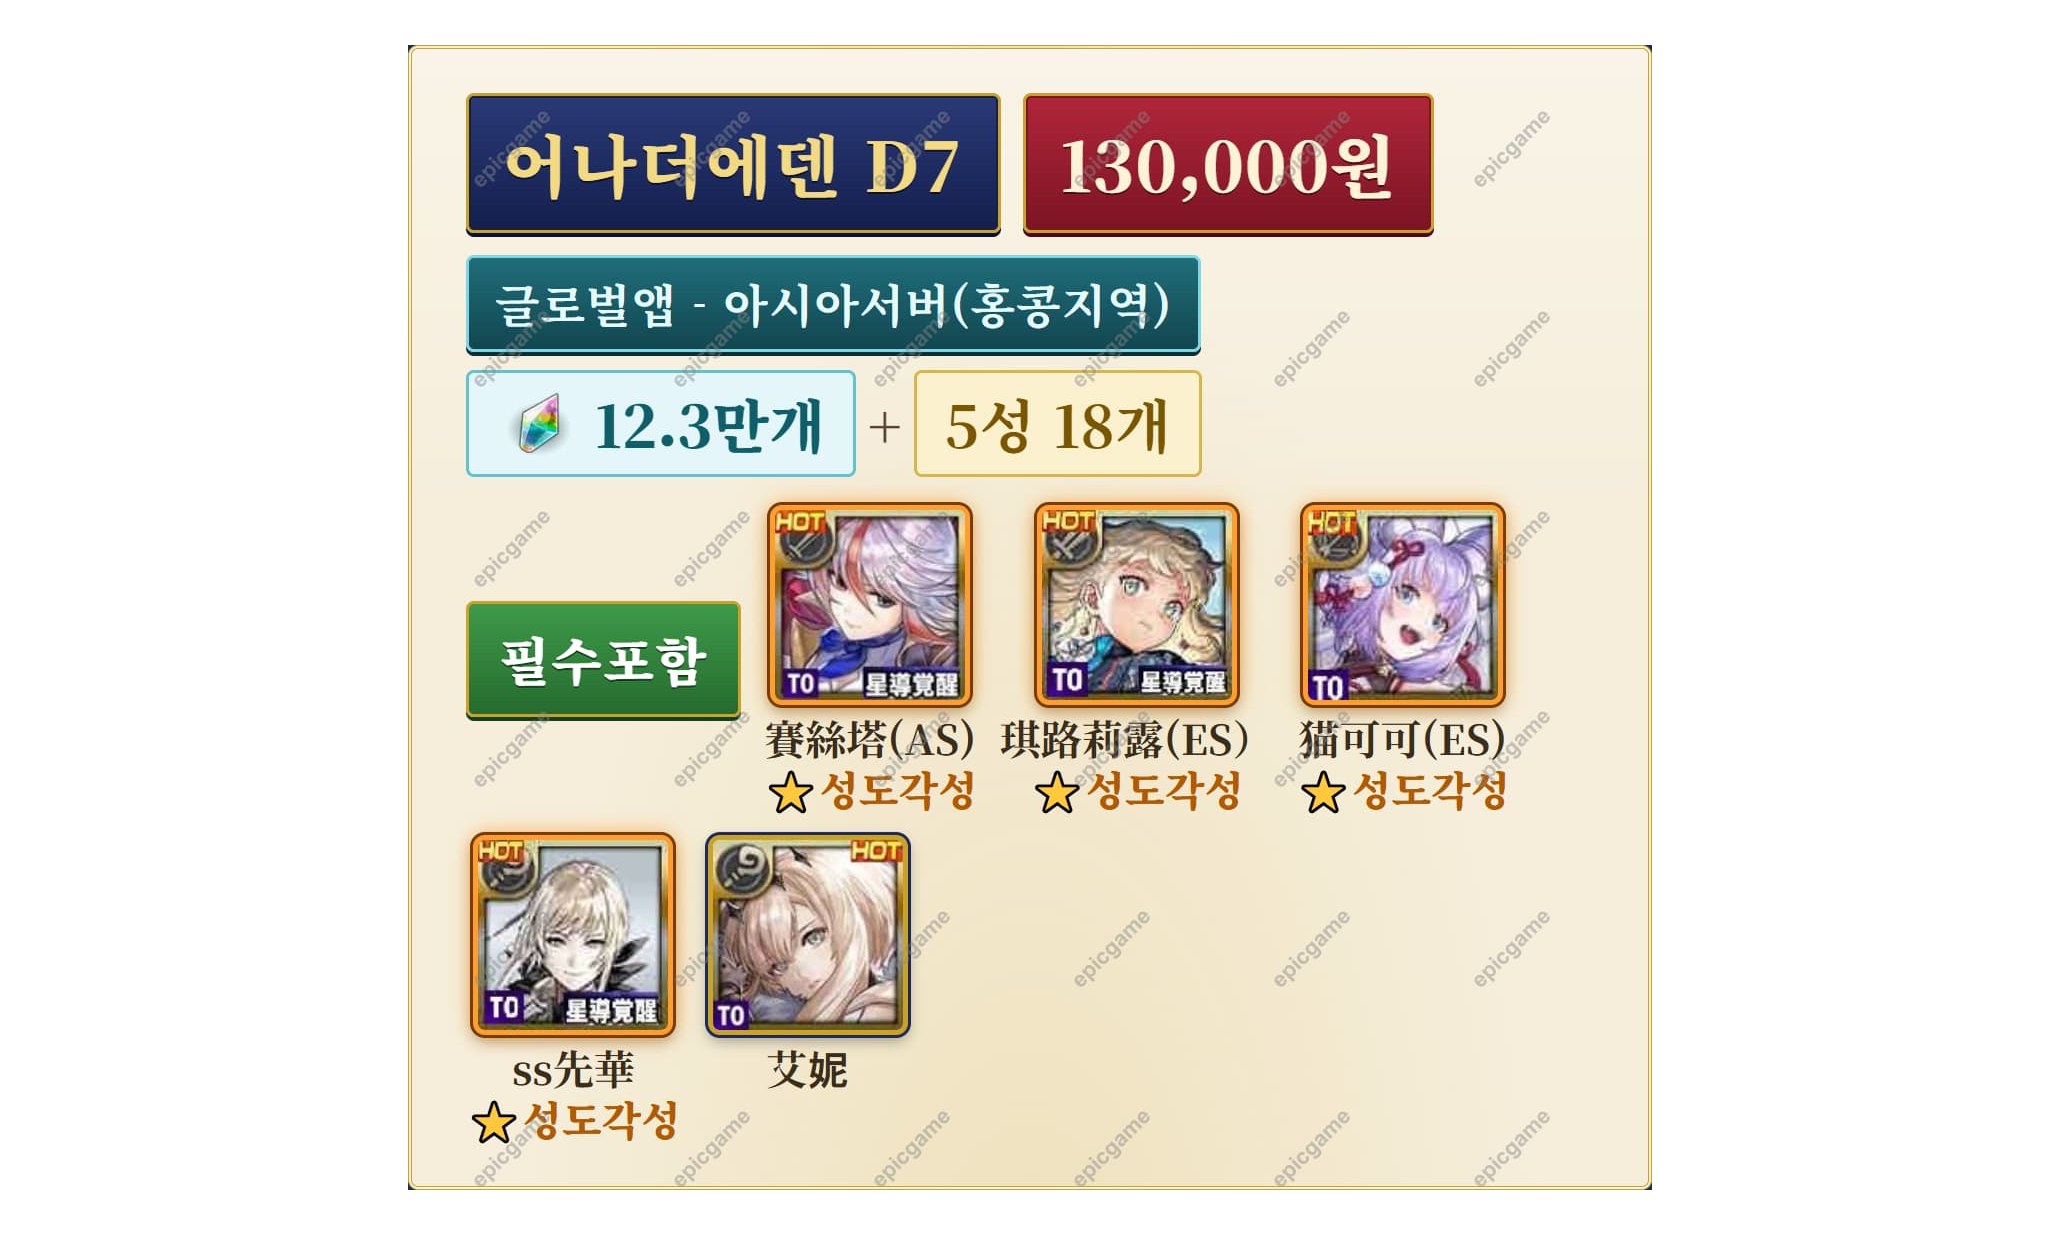 어나더에덴 D7
130,000원
글로벌앱 - 아시아서버(홍콩지역)
12.3만개 + 5성 18개
필수포함
HOT
TO 星導覚醒
賽絲塔(AS)
성도각성
HOT
TO 星導覚醒
琪路莉露(ES)
성도각성
HOT
TO
猫可可(ES)
성도각성
HOT
TO 星導覚醒
ss先華
성도각성
HOT
TO
艾妮
epicgame